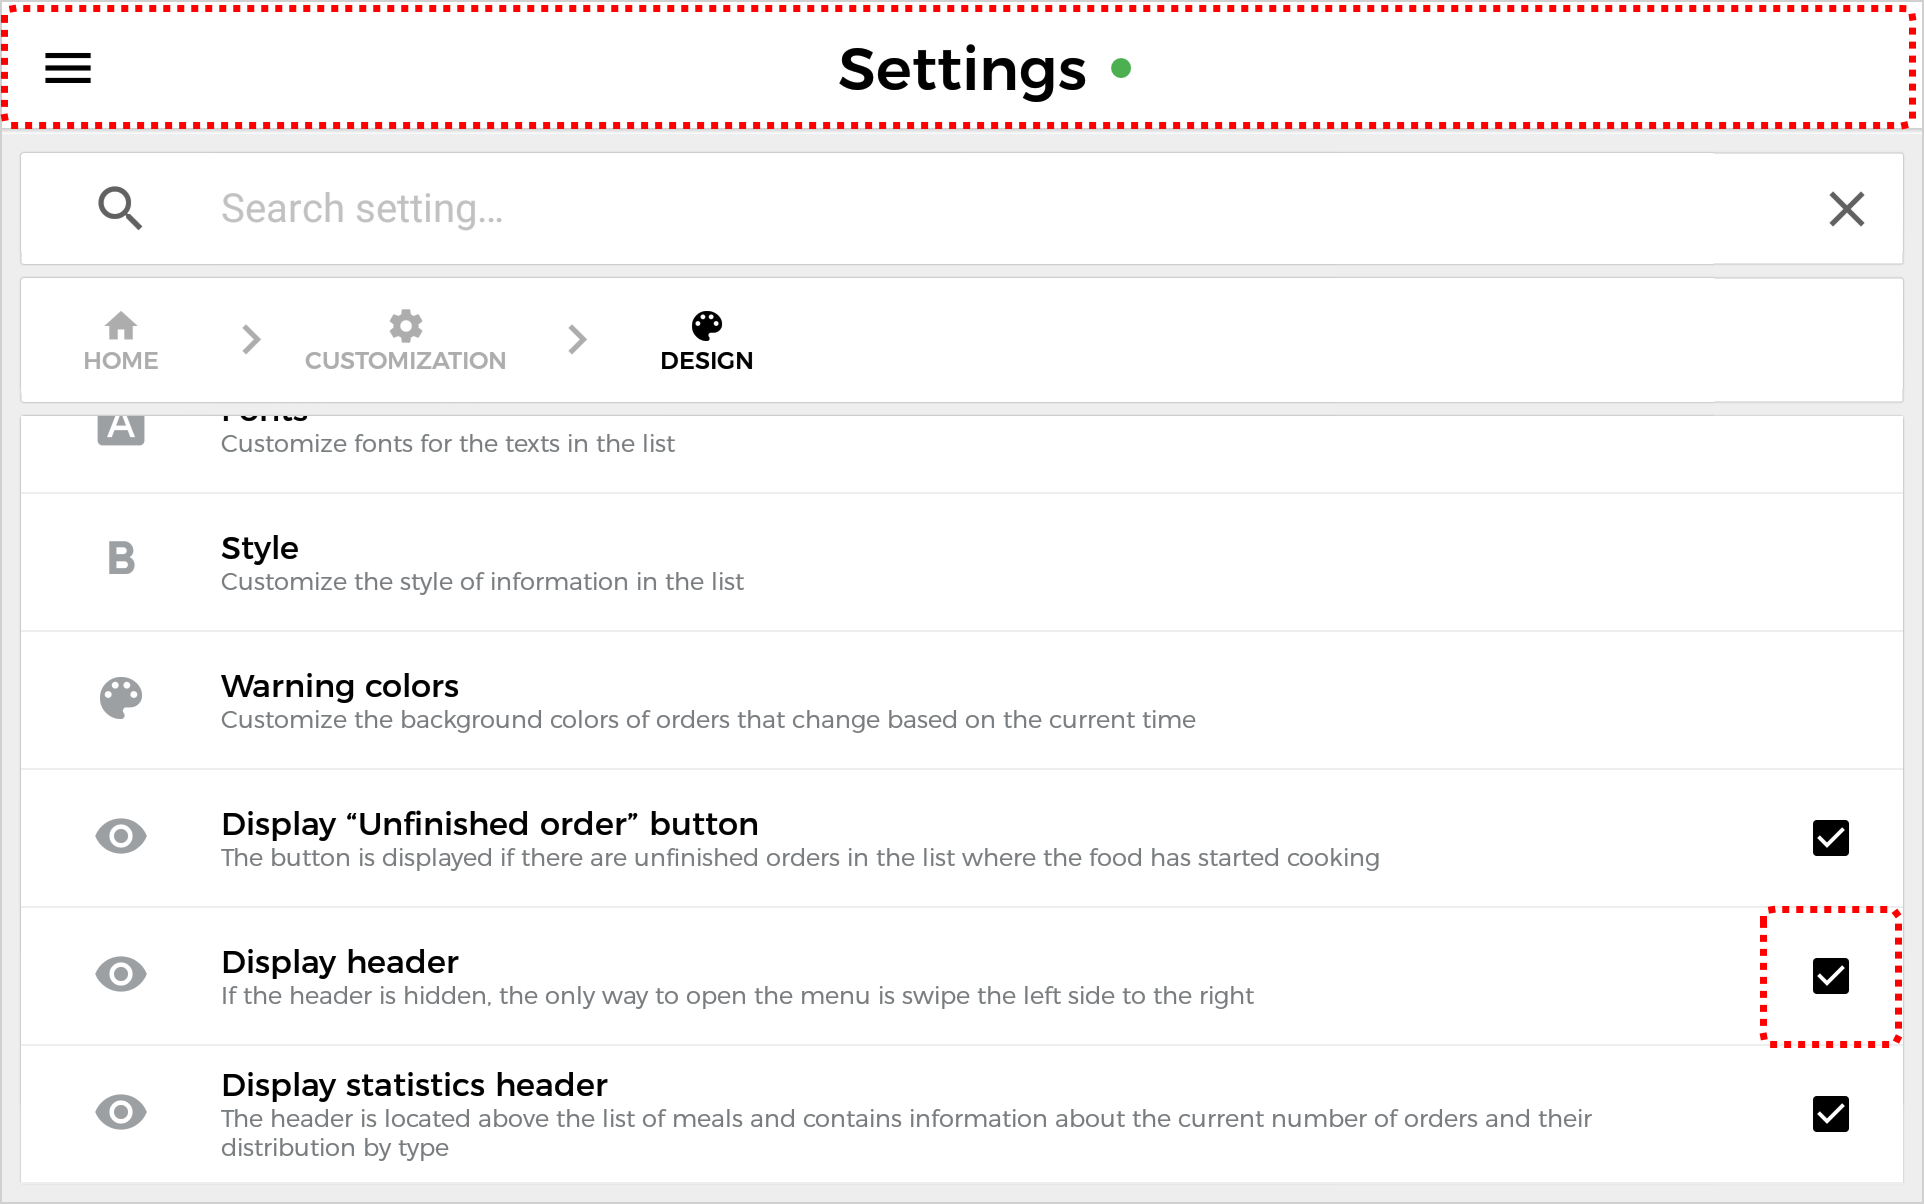 Settings
Search setting...
HOME
CUSTOMIZATION
DESIGN
Fonts
Customize fonts for the texts in the list
Style
Customize the style of information in the list
Warning colors
Customize the background colors of orders that change based on the current time
Display “Unfinished order” button
The button is displayed if there are unfinished orders in the list where the food has started cooking
Display header
If the header is hidden, the only way to open the menu is swipe the left side to the right
Display statistics header
The header is located above the list of meals and contains information about the current number of orders and their
distribution by type